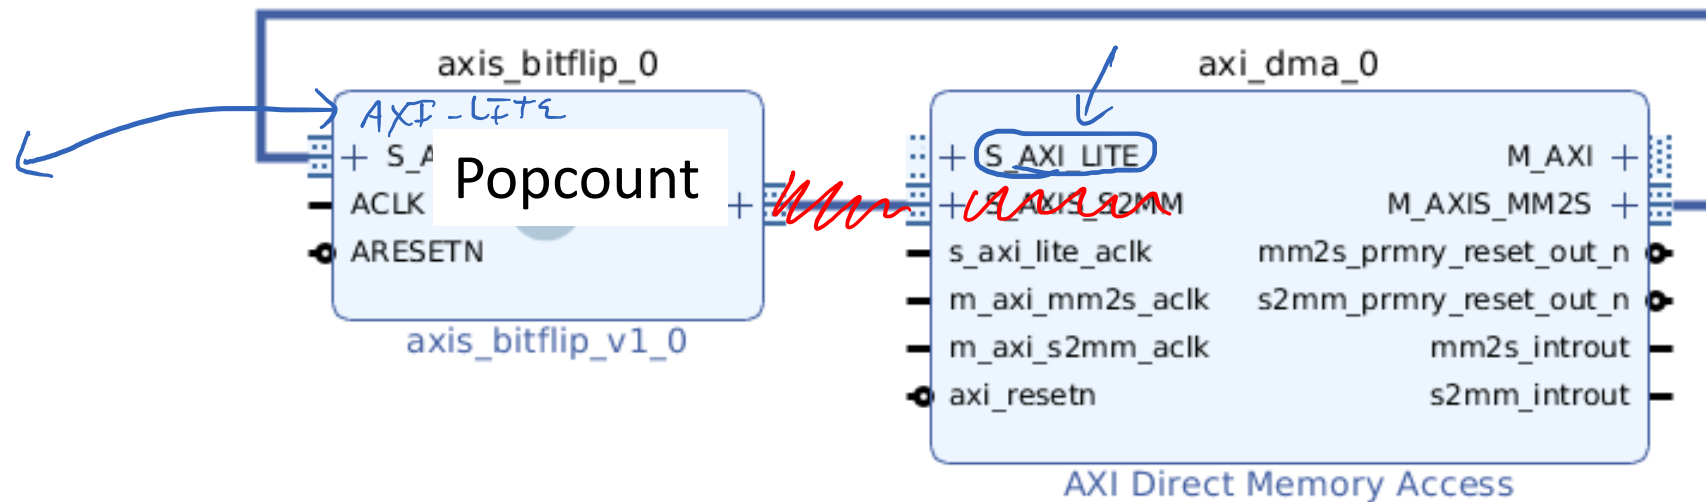 axis_bitflip_0
AXI-LITE
S_A
Popcount
ACLK
ARESETN
axis_bitflip_v1_0
axi_dma_0
S_AXI_LITE
S_AXIS_S2MM
s_axi_lite_aclk
m_axi_mm2s_aclk
m_axi_s2mm_aclk
axi_resetn
M_AXI
M_AXIS_MM2S
mm2s_prmry_reset_out_n
s2mm_prmry_reset_out_n
mm2s_introut
s2mm_introut
AXI Direct Memory Access